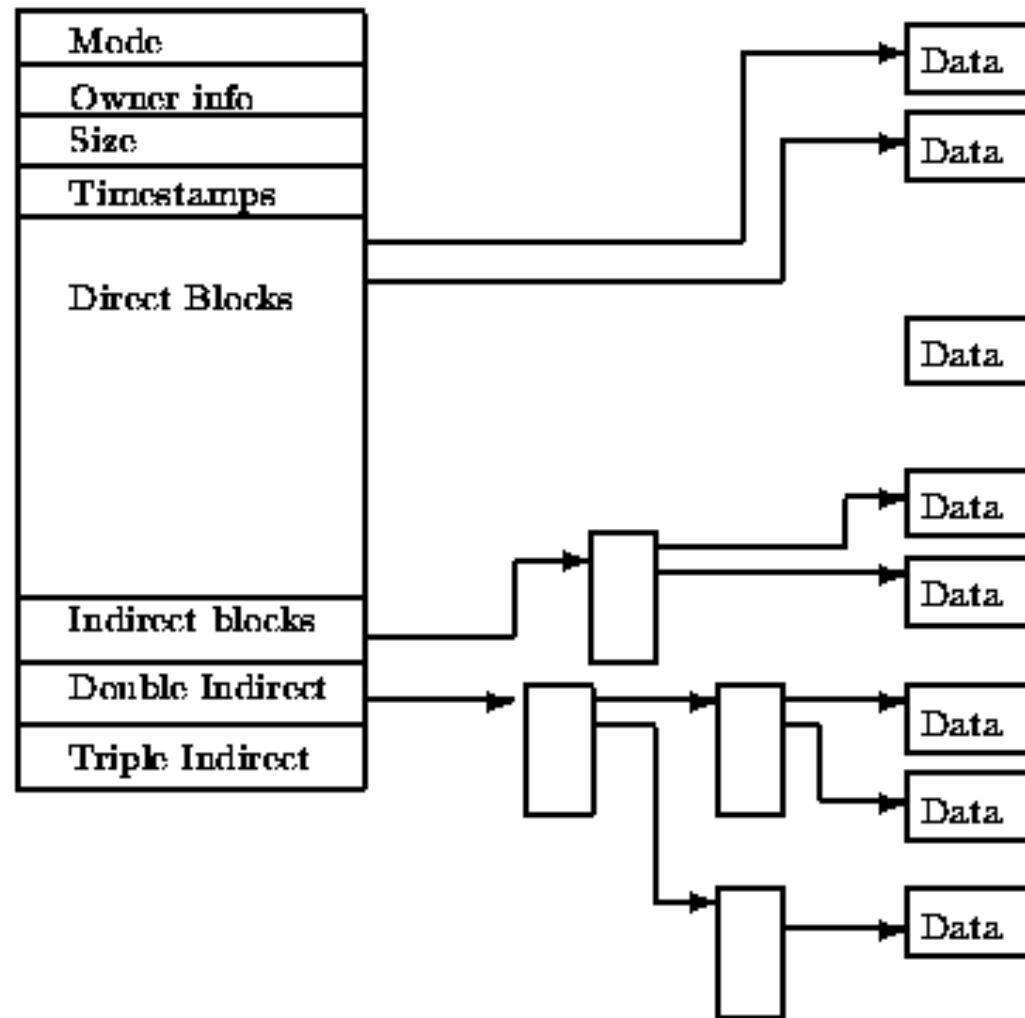 Mode
Owner info
Size
Timestamps
Direct Blocks
Indirect blocks
Double Indirect
Triple Indirect
Data
Data
Data
Data
Data
Data
Data
Data